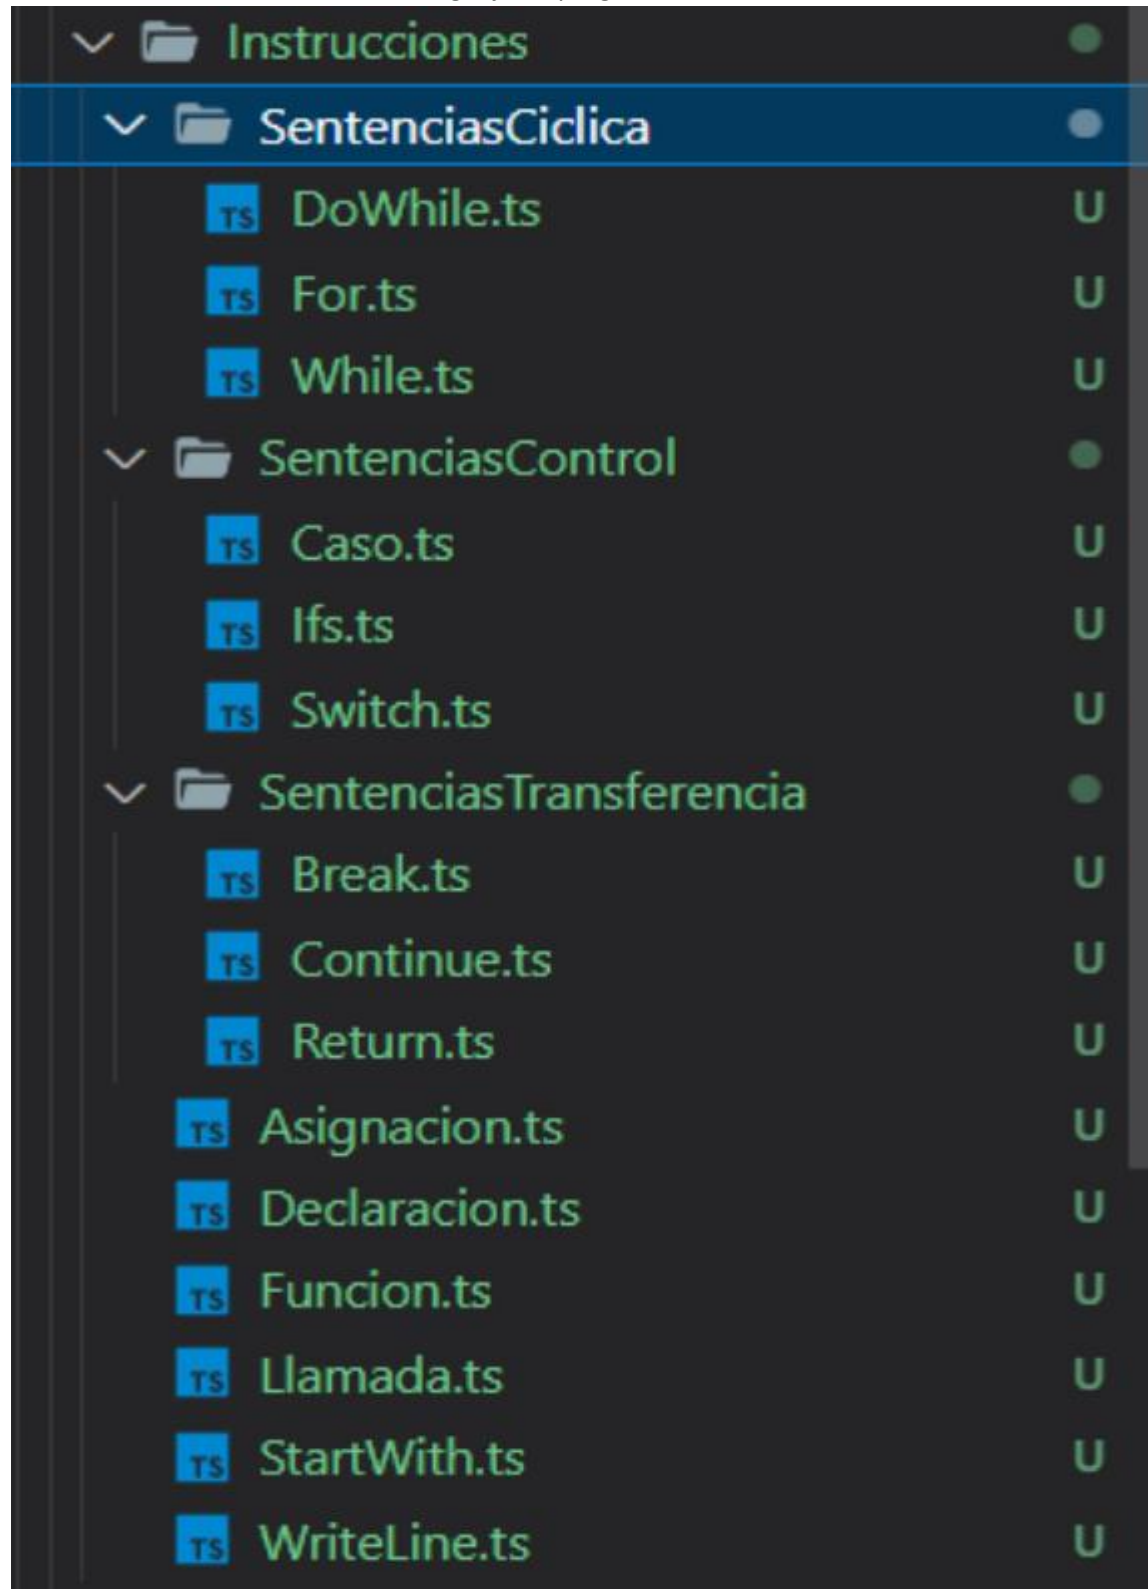 Instrucciones
SentenciasCiclica
TS DoWhile.ts U
TS For.ts U
TS While.ts U
SentenciasControl
TS Caso.ts U
TS Ifs.ts U
TS Switch.ts U
SentenciasTransferencia
TS Break.ts U
TS Continue.ts U
TS Return.ts U
TS Asignacion.ts U
TS Declaracion.ts U
TS Funcion.ts U
TS Llamada.ts U
TS StartWith.ts U
TS WriteLine.ts U